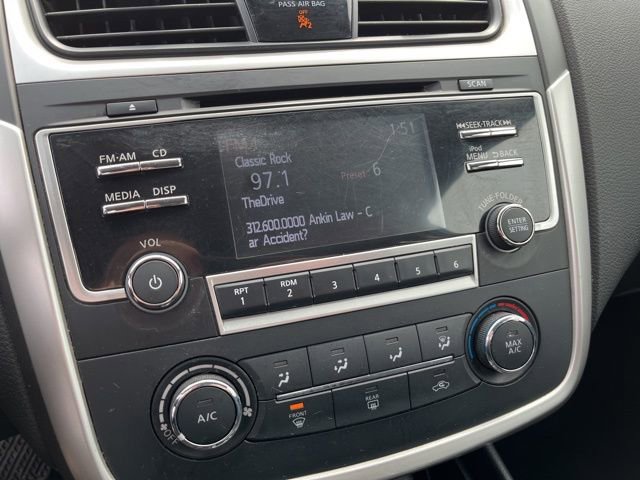 PASS AIR BAG
OFF
2
SCAN
FM·AM CD
MEDIA DISP
VOL
FM
1:51
Classic Rock
97.1
Preset 6
TheDrive
312.600.0000 Ankin Law - C
ar Accident?
SEEK·TRACK
iPod
MENU BACK
TUNE·FOLDER
ENTER
SETTING
RPT
1
RDM
2
3
4
5
6
A/C
OFF
FRONT
REAR
MAX
A/C